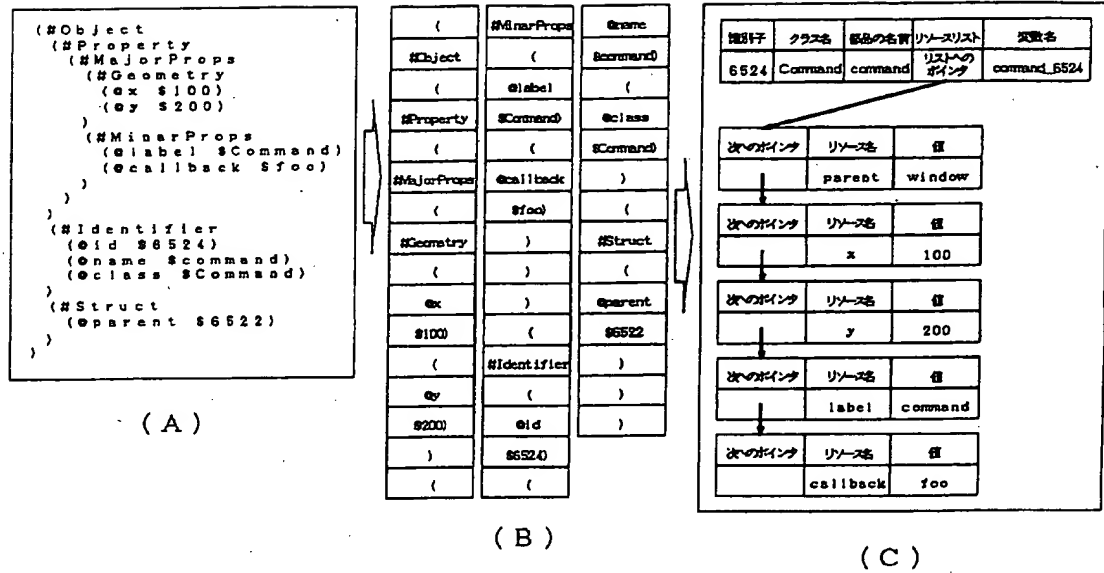 (#Object
(#Property
(#MajorProps
(#Geometry
(@x $100)
(@y $200)
)
(#MinarProps
(@label $Command)
(@callback $foo)
)
)
)
(#Identifier
(@id $6524)
(@name $command)
(@class $Command)
)
(#Struct
(@parent $6522)
)
)
(A)
(
#Object
(
#Property
(
#MajorProps
(
#Geometry
(
@x
$100)
(
@y
$200)
)
(
#MinarProps
(
@label
$Command)
(
@callback
$foo)
)
)
)
(
#Identifier
(
@id
$6524)
(
@name
$command)
(
@class
$Command)
)
(
#Struct
(
@parent
$6522
)
)
)
(B)
識別子 クラス名 部品の名前 リソースリスト 変数名
6524 Command command リストへのポインタ command_6524
次へのポインタ リソース名 値
parent window
次へのポインタ リソース名 値
x 100
次へのポインタ リソース名 値
y 200
次へのポインタ リソース名 値
label command
次へのポインタ リソース名 値
callback foo
(C)